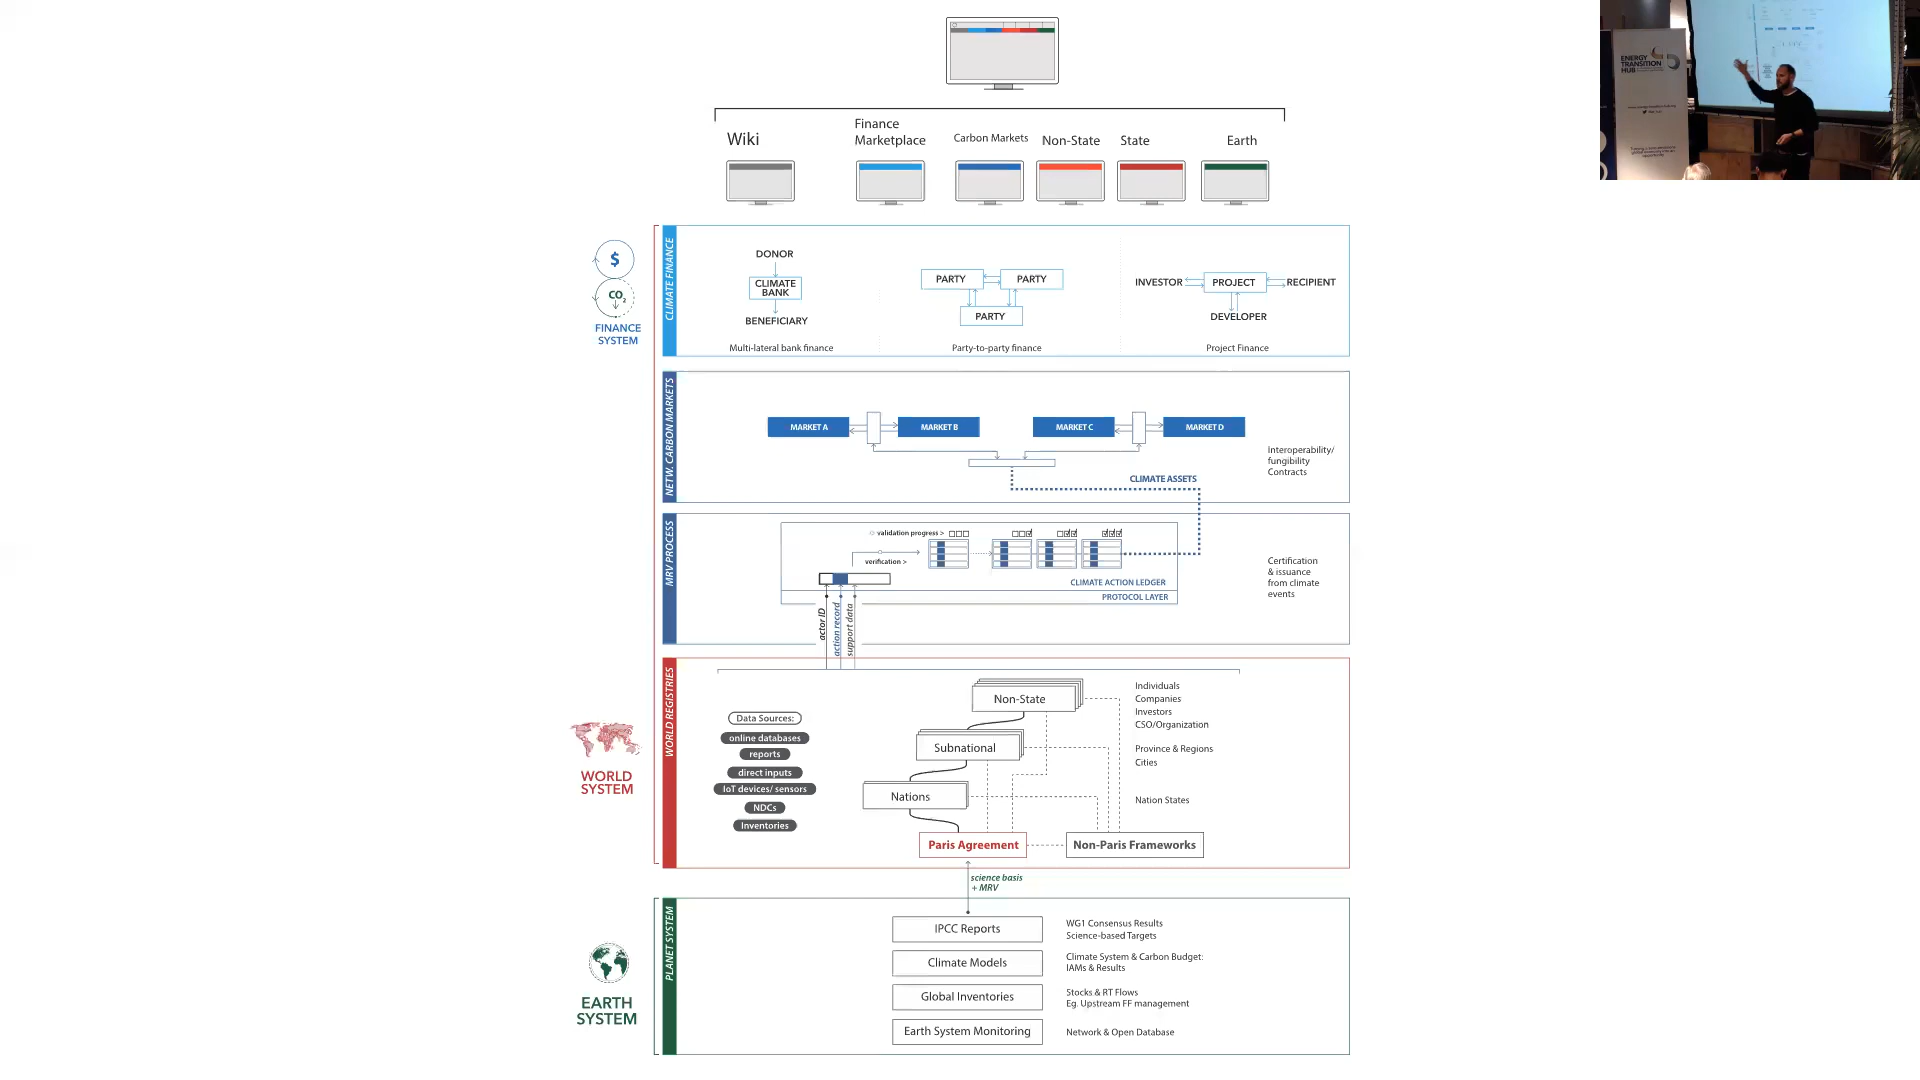 Wiki
Finance
Marketplace
Carbon Markets
Non-State
State
Earth
ENERGY
TRANSITION
HUB
$
CO2
FINANCE
SYSTEM
CLIMATE FINANCE
DONOR
CLIMATE
BANK
BENEFICIARY
Multi-lateral bank finance
PARTY
PARTY
PARTY
Party-to-party finance
INVESTOR
PROJECT
RECIPIENT
DEVELOPER
Project Finance
NETW. CARBON MARKETS
MARKET A
MARKET B
MARKET C
MARKET D
CLIMATE ASSETS
Interoperability/
fungibility
Contracts
MRV PROCESS
validation progress >
verification >
CLIMATE ACTION LEDGER
PROTOCOL LAYER
actor ID
action record
support data
Certification
& issuance
from climate
events
WORLD
SYSTEM
WORLD REGISTRIES
Data Sources:
online databases
reports
direct inputs
IoT devices/ sensors
NDCs
Inventories
Non-State
Subnational
Nations
Paris Agreement
Non-Paris Frameworks
Individuals
Companies
Investors
CSO/Organization
Province & Regions
Cities
Nation States
science basis
+ MRV
EARTH
SYSTEM
PLANET SYSTEM
IPCC Reports
WG1 Consensus Results
Science-based Targets
Climate Models
Climate System & Carbon Budget:
IAMs & Results
Global Inventories
Stocks & RT Flows
Eg. Upstream FF management
Earth System Monitoring
Network & Open Database